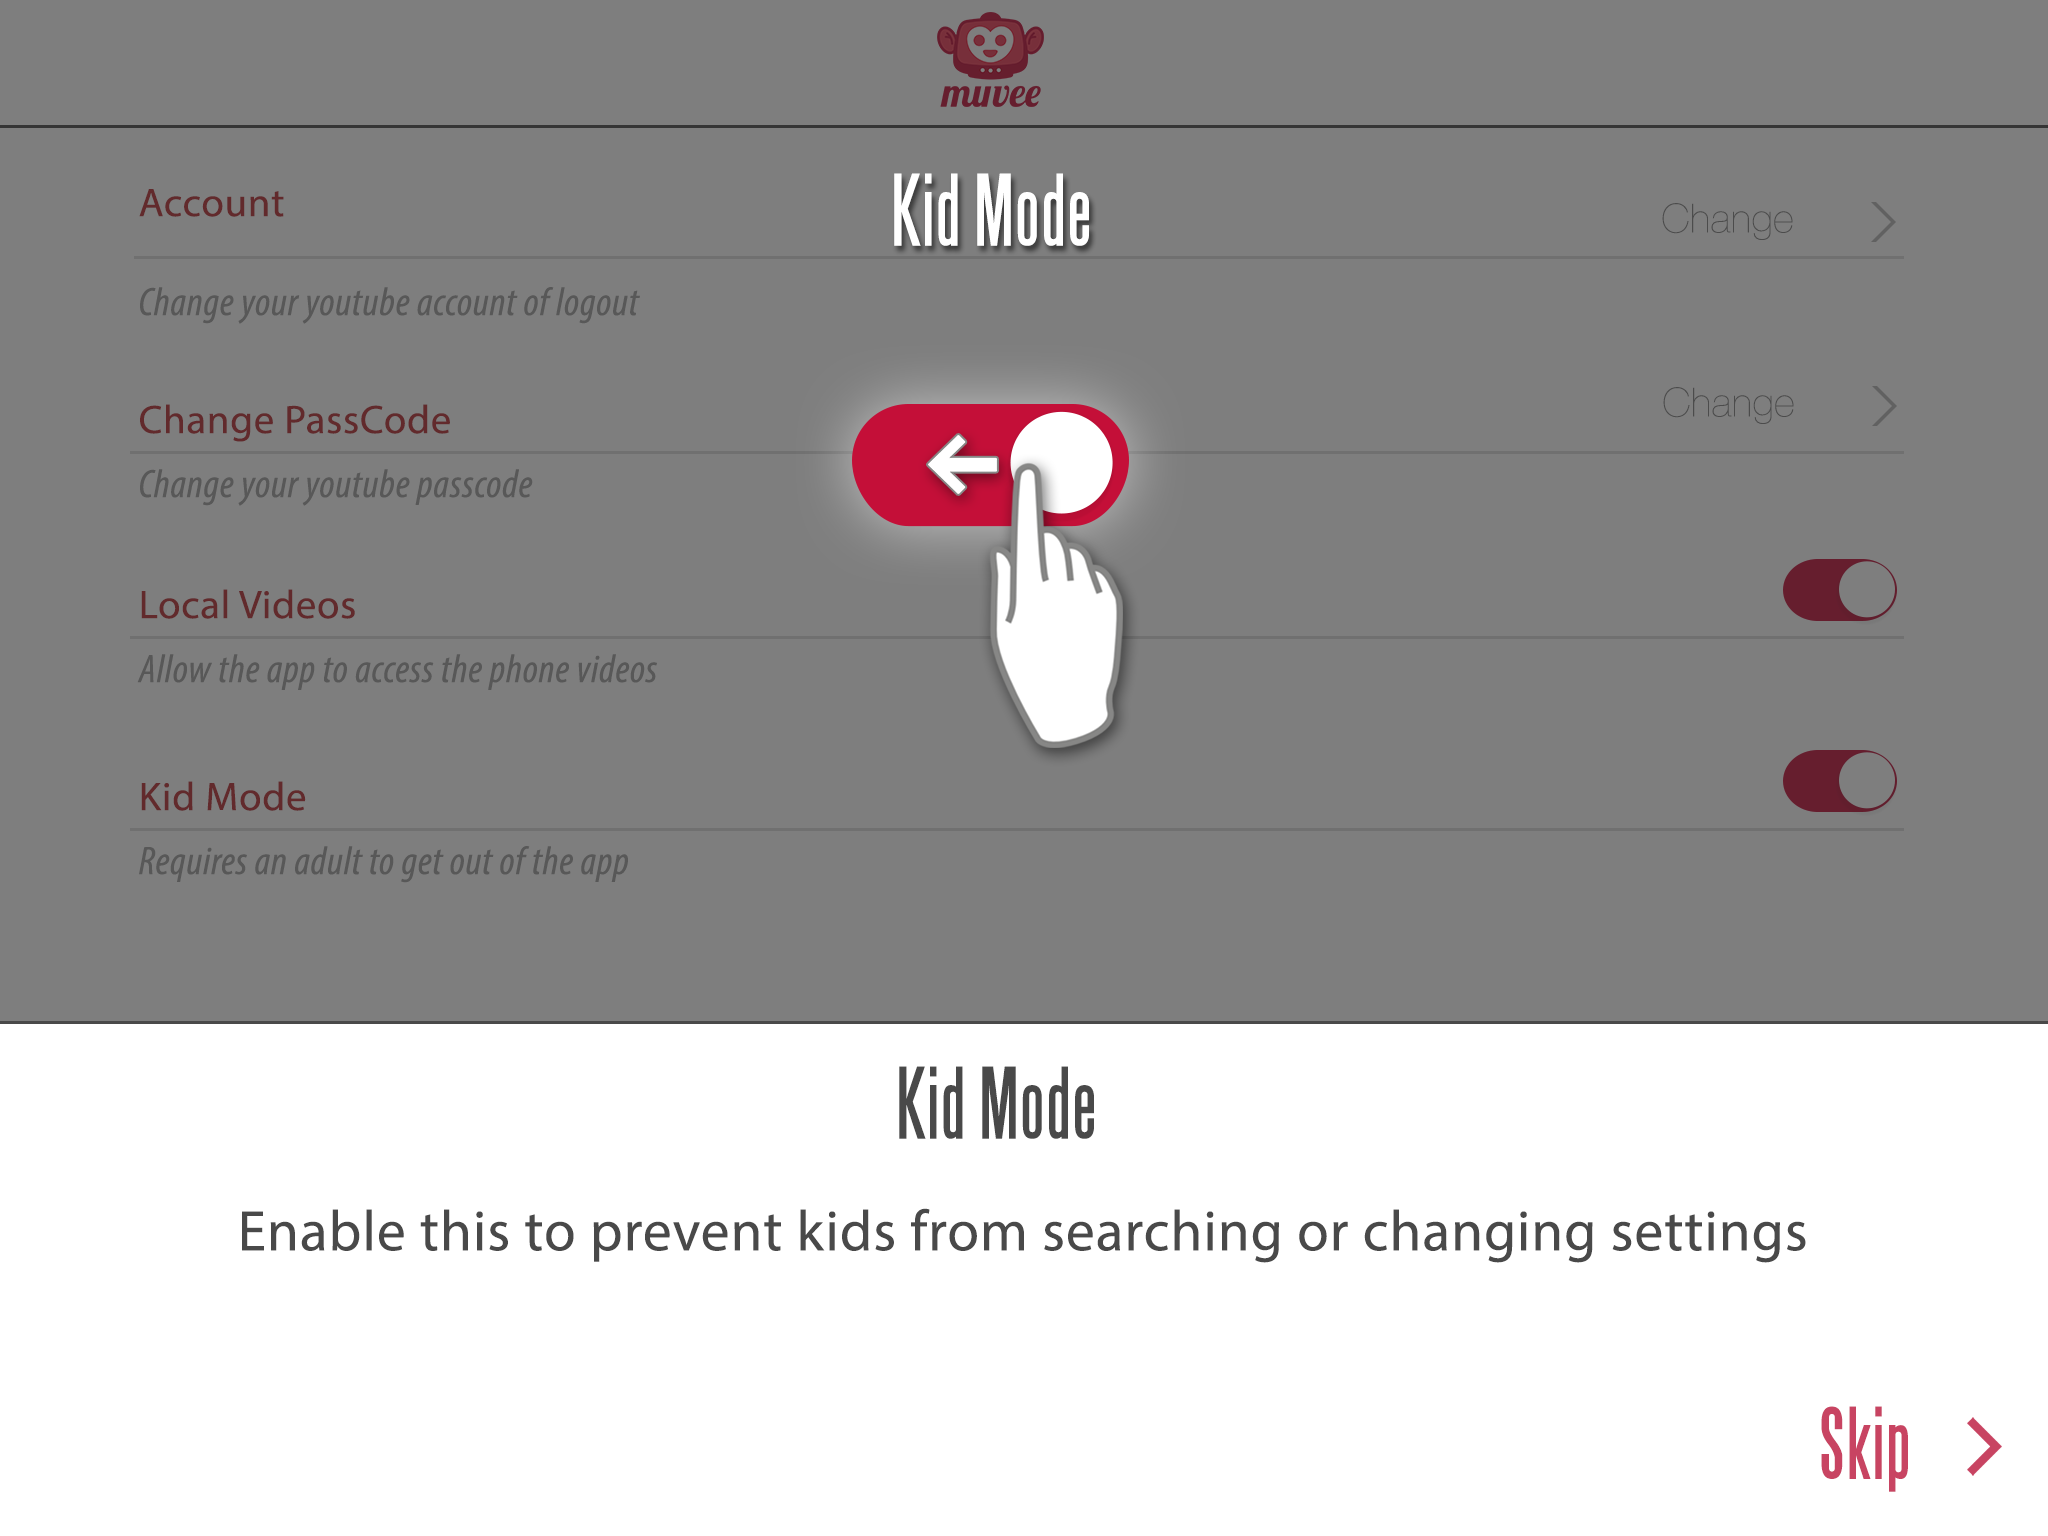 muvee
Kid Mode
Account
Change
Change your youtube account of logout
Change PassCode
Change
Change your youtube passcode
Local Videos
Allow the app to access the phone videos
Kid Mode
Requires an adult to get out of the app
Kid Mode
Enable this to prevent kids from searching or changing settings
Skip